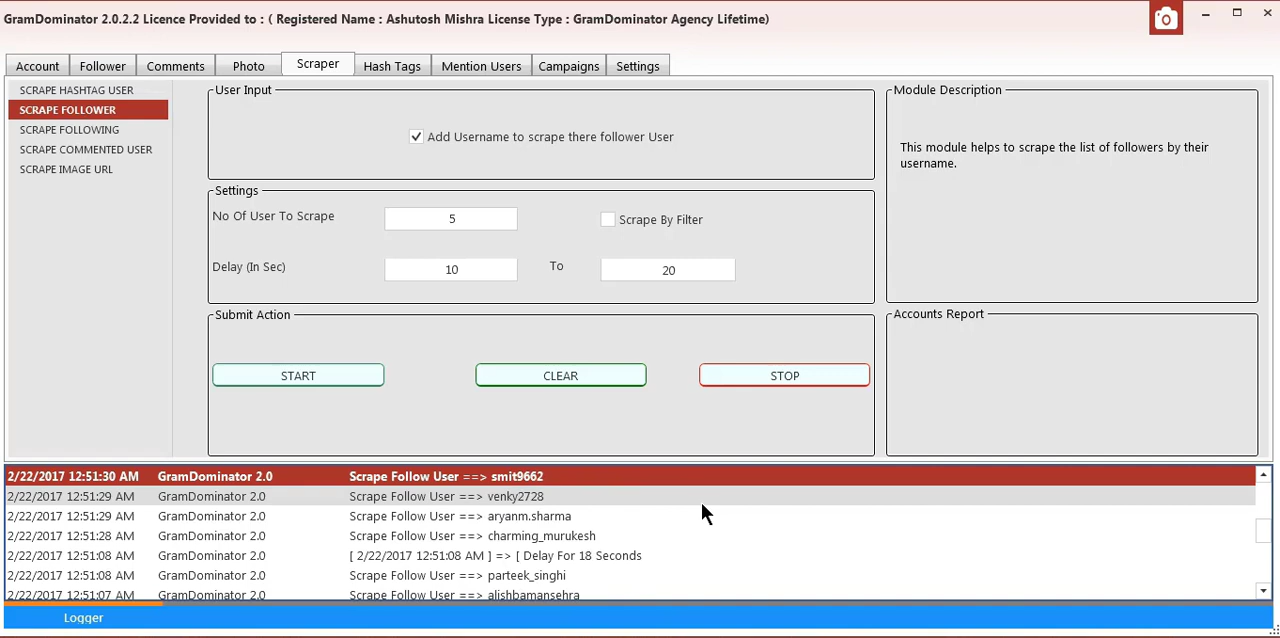 GramDominator 2.0.2.2 Licence Provided to : ( Registered Name : Ashutosh Mishra License Type : GramDominator Agency Lifetime)
Account Follower Comments Photo Scraper Hash Tags Mention Users Campaigns Settings
SCRAPE HASHTAG USER
SCRAPE FOLLOWER
SCRAPE FOLLOWING
SCRAPE COMMENTED USER
SCRAPE IMAGE URL
User Input
Add Username to scrape there follower User
Settings
No Of User To Scrape 5 Scrape By Filter
Delay (In Sec) 10 To 20
Submit Action
START CLEAR STOP
Module Description
This module helps to scrape the list of followers by their
username.
Accounts Report
2/22/2017 12:51:30 AM GramDominator 2.0 Scrape Follow User ==> smit9662
2/22/2017 12:51:29 AM GramDominator 2.0 Scrape Follow User ==> venky2728
2/22/2017 12:51:29 AM GramDominator 2.0 Scrape Follow User ==> aryanm.sharma
2/22/2017 12:51:28 AM GramDominator 2.0 Scrape Follow User ==> charming_murukesh
2/22/2017 12:51:08 AM GramDominator 2.0 [ 2/22/2017 12:51:08 AM ] => [ Delay For 18 Seconds
2/22/2017 12:51:08 AM GramDominator 2.0 Scrape Follow User ==> parteek_singhi
2/22/2017 12:51:07 AM GramDominator 2.0 Scrape Follow User ==> alishbamansehra
Logger